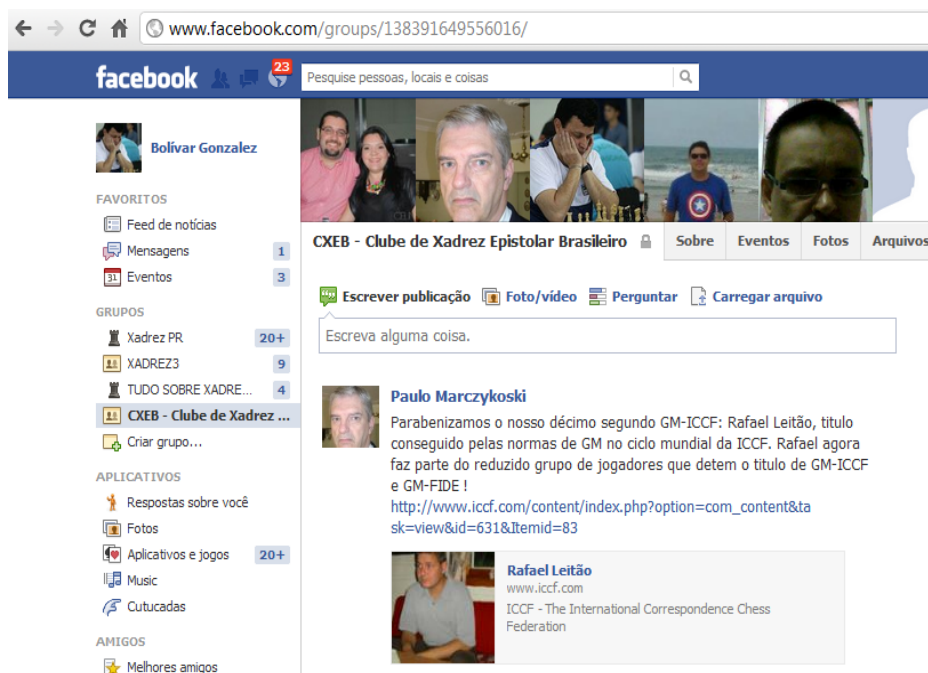 www.facebook.com/groups/138391649556016/
facebook
23
Pesquise pessoas, locais e coisas
Bolívar Gonzalez
FAVORITOS
Feed de notícias
Mensagens 1
31 Eventos 3
GRUPOS
Xadrez PR 20+
XADREZ3 9
TUDO SOBRE XADRE... 4
CXEB - Clube de Xadrez ...
Criar grupo...
APLICATIVOS
Respostas sobre você
Fotos
Aplicativos e jogos 20+
Music
Cutucadas
AMIGOS
Melhores amigos
CXEB - Clube de Xadrez Epistolar Brasileiro Sobre Eventos Fotos Arquivos
Escrever publicação Foto/vídeo Perguntar Carregar arquivo
Escreva alguma coisa.
Paulo Marczykoski
Parabenizamos o nosso décimo segundo GM-ICCF: Rafael Leitão, titulo
conseguido pelas normas de GM no ciclo mundial da ICCF. Rafael agora
faz parte do reduzido grupo de jogadores que detem o titulo de GM-ICCF
e GM-FIDE !
http://www.iccf.com/content/index.php?option=com_content&ta
sk=view&id=631&Itemid=83
Rafael Leitão
www.iccf.com
ICCF - The International Correspondence Chess
Federation